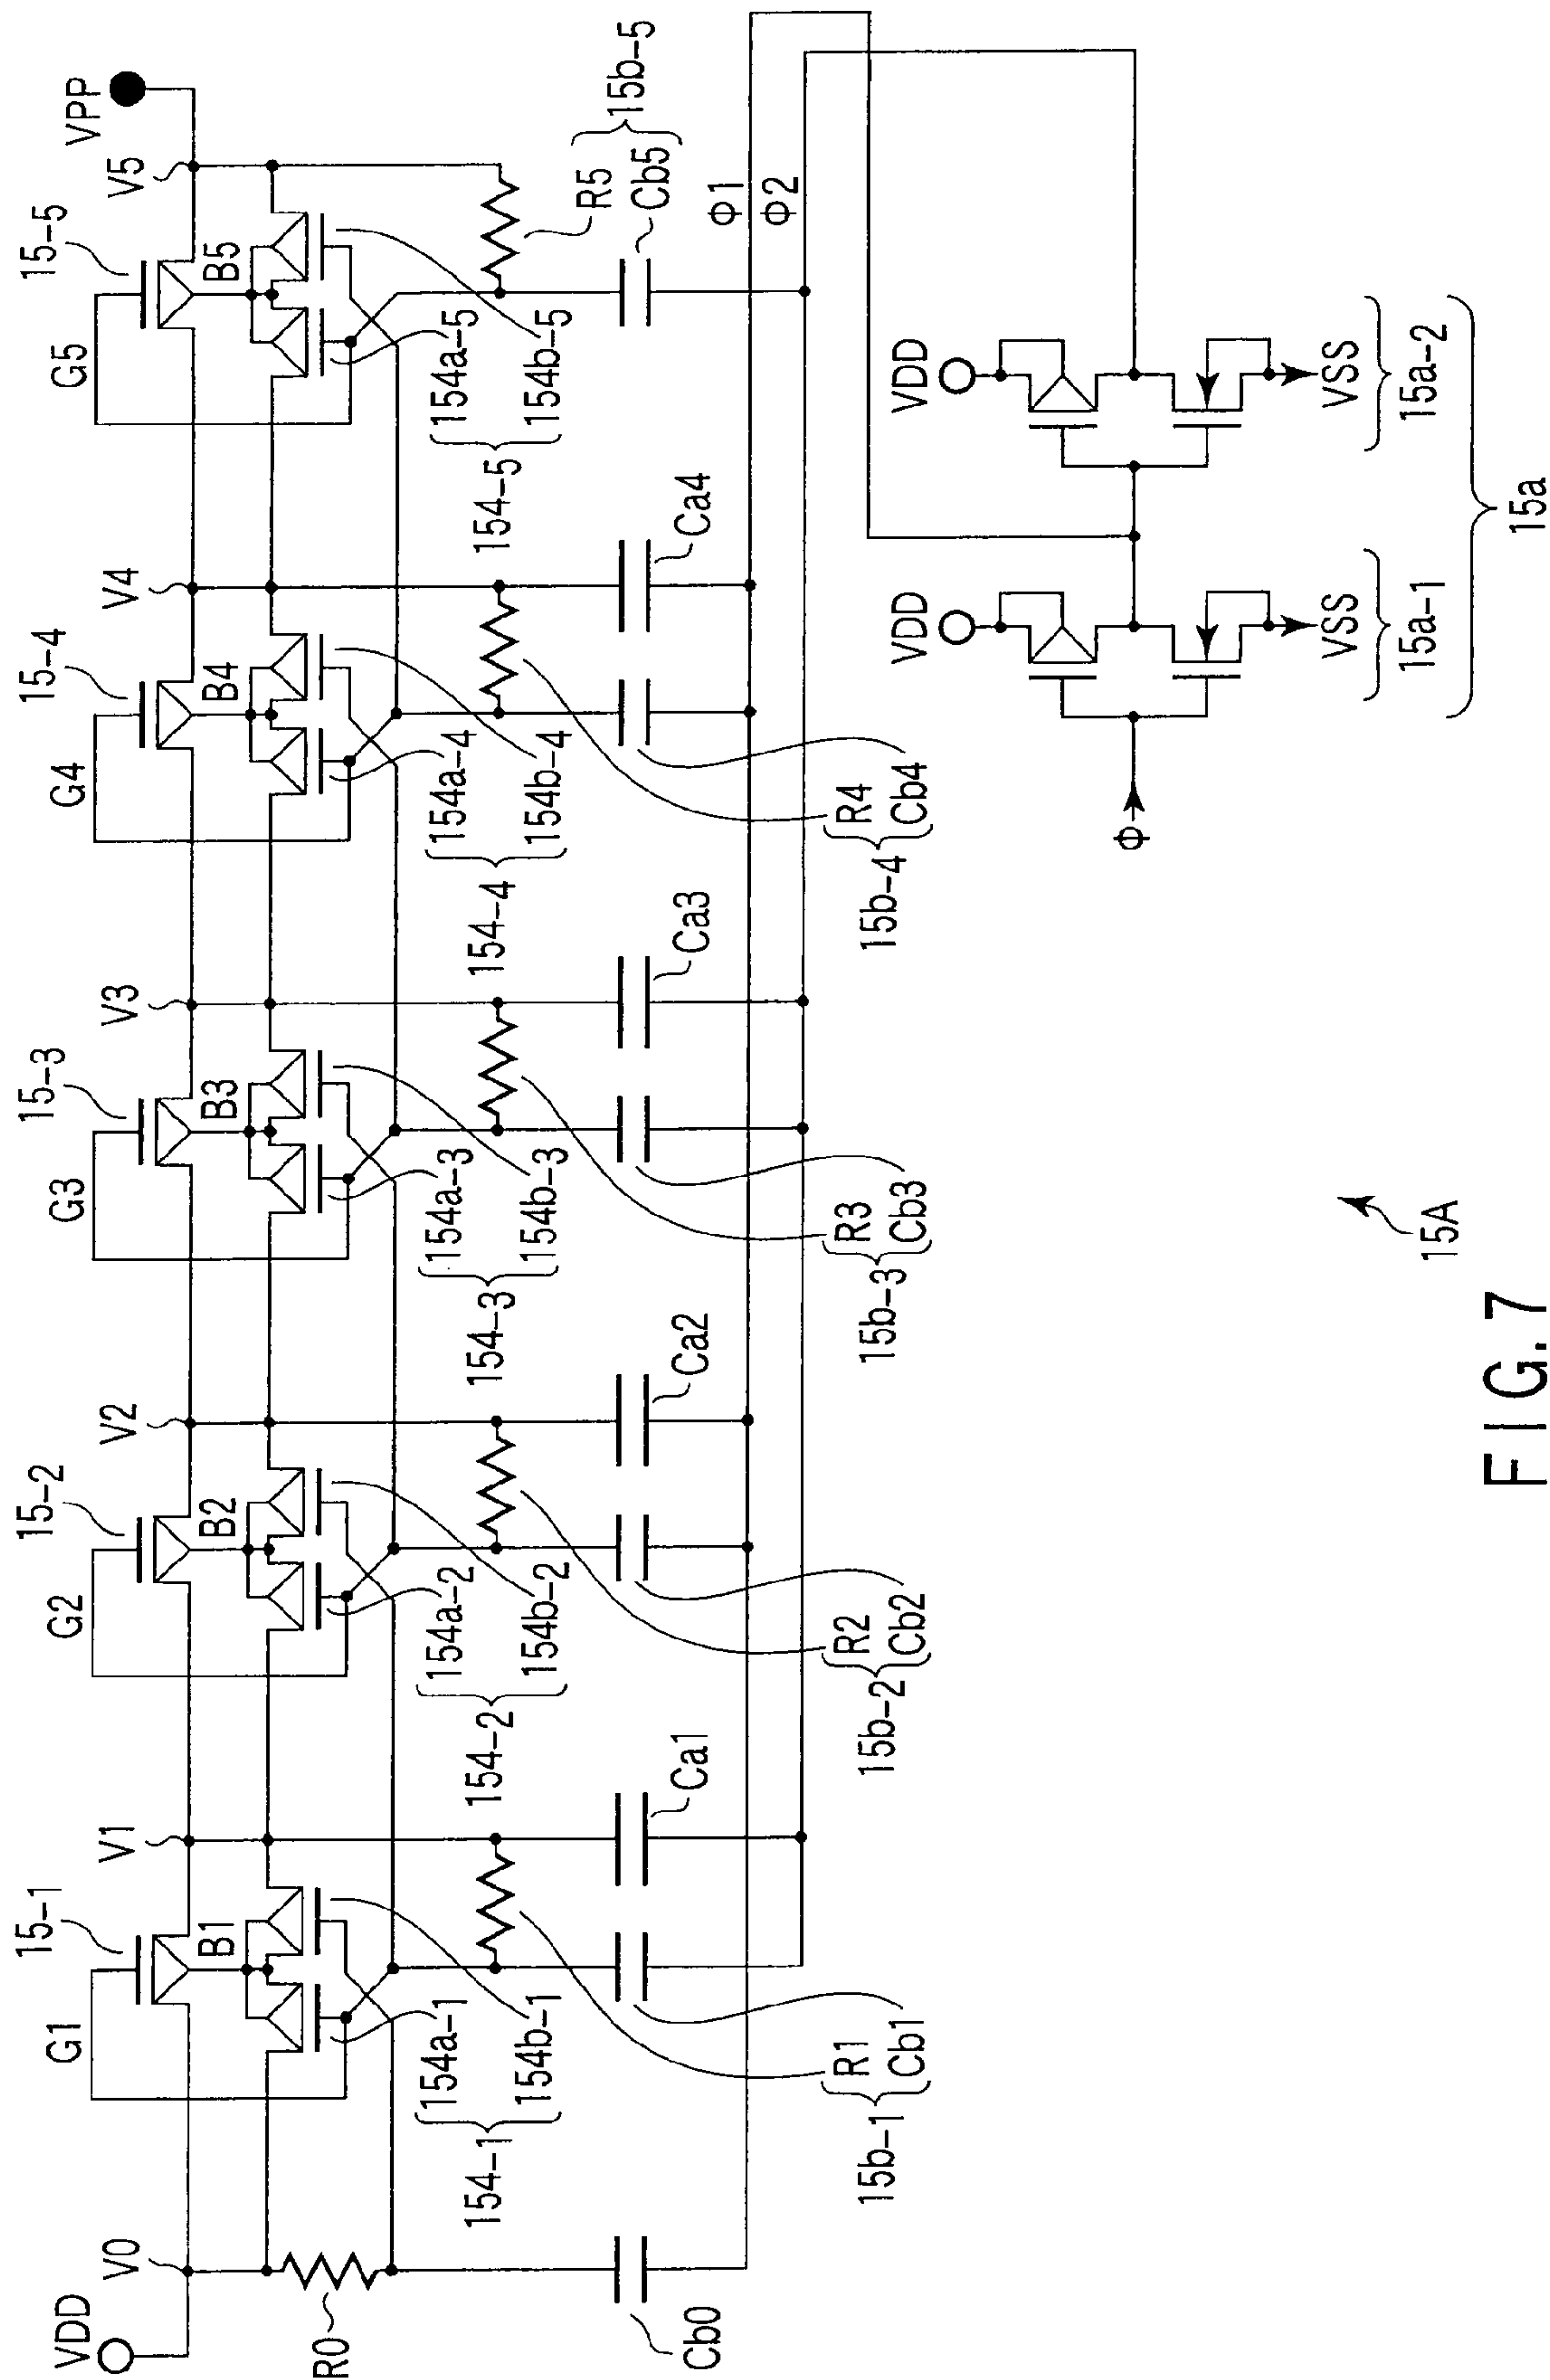 VDD
V0
R0
Cb0
15-1
G1
B1
V1
154a-1
154b-1
154-1
Ca1
R1
Cb1
15b-1
15-2
G2
B2
V2
154a-2
154b-2
154-2
Ca2
R2
Cb2
15b-2
15-3
G3
B3
V3
154a-3
154b-3
154-3
Ca3
R3
Cb3
15b-3
15-4
G4
B4
V4
154a-4
154b-4
154-4
Ca4
R4
Cb4
15b-4
15-5
G5
B5
V5
VPP
154a-5
154b-5
154-5
R5
Cb5
15b-5
Φ1
Φ2
Φ
VDD
VSS
15a-1
VDD
VSS
15a-2
15a
15A
FIG. 7